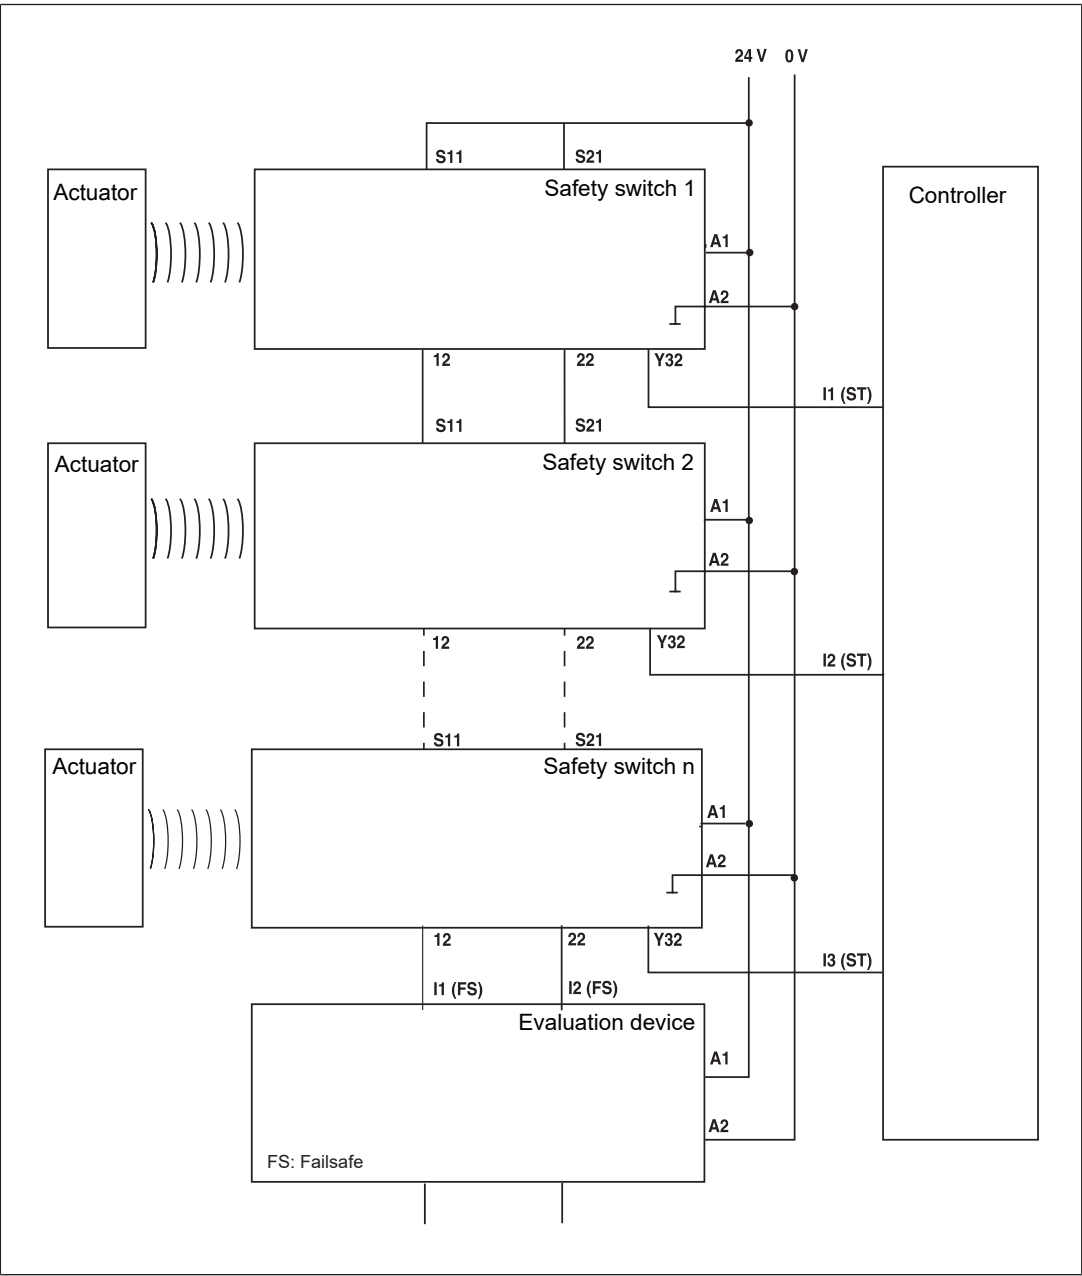 24 V 0 V
S11 S21
Actuator
Safety switch 1
Controller
A1
A2
12 22 Y32
I1 (ST)
S11 S21
Actuator
Safety switch 2
A1
A2
12 22 Y32
I2 (ST)
S11 S21
Actuator
Safety switch n
A1
A2
12 22 Y32
I3 (ST)
I1 (FS) I2 (FS)
Evaluation device
A1
A2
FS: Failsafe